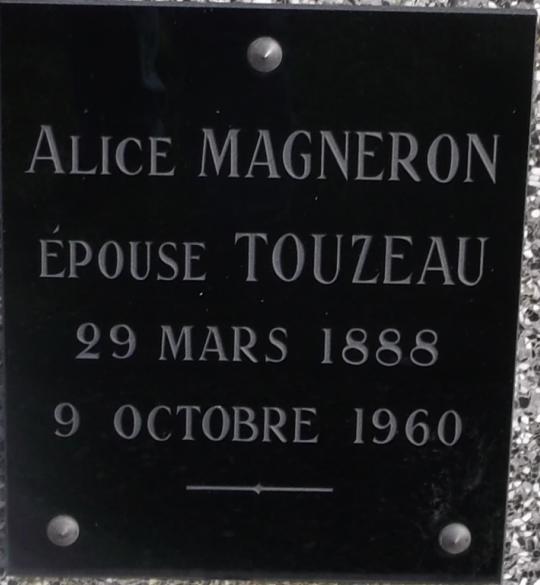 ALICE MAGNERON
ÉPOUSE TOUZEAU
29 MARS 1888
9 OCTOBRE 1960